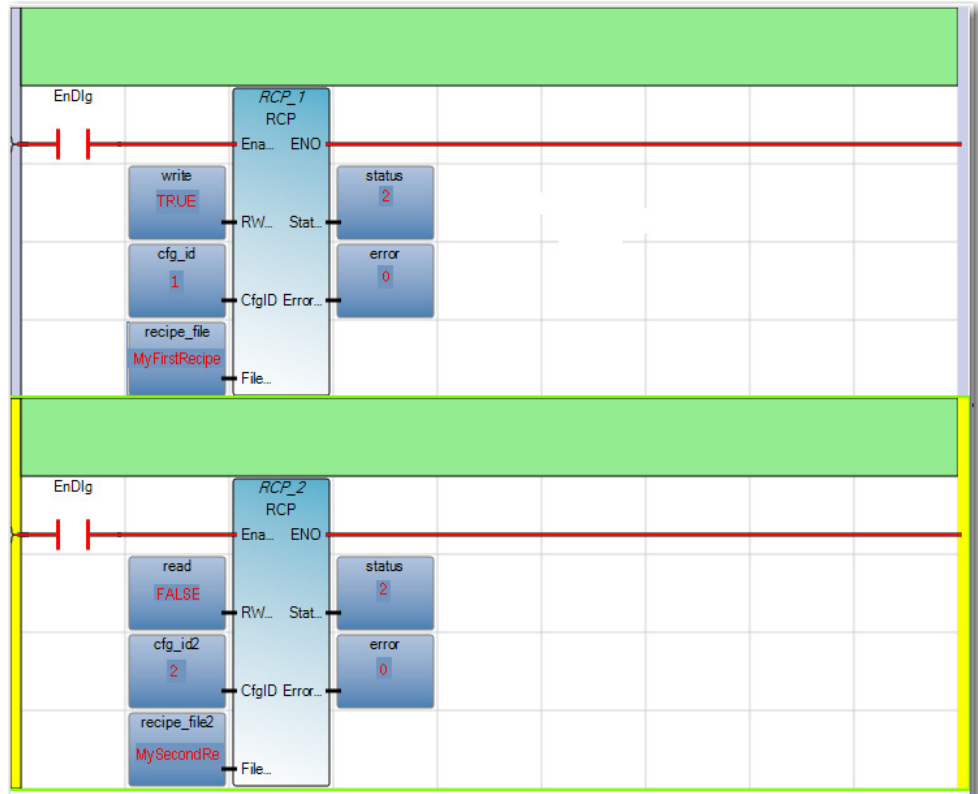 EnDlg
RCP_1
RCP
Ena... ENO
write
TRUE
status
2
RW... Stat...
cfg_id
1
error
0
CfgID Error...
recipe_file
MyFirstRecipe
File...
EnDlg
RCP_2
RCP
Ena... ENO
read
FALSE
status
2
RW... Stat...
cfg_id2
2
error
0
CfgID Error...
recipe_file2
MySecondRe
File...